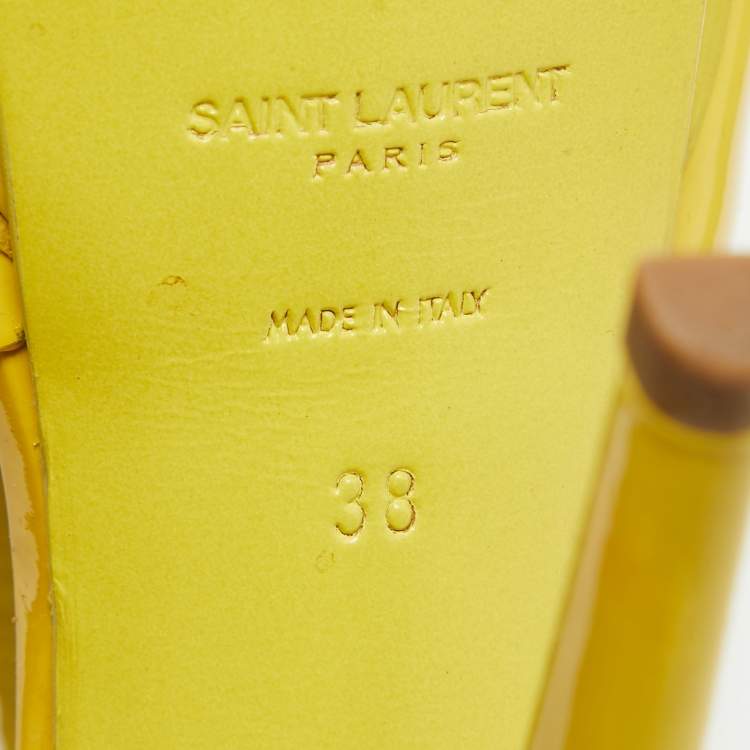 SAINT LAURENT
PARIS
MADE IN ITALY
38